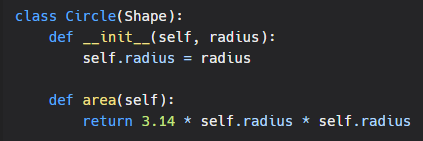 class Circle(Shape):
    def __init__(self, radius):
        self.radius = radius

    def area(self):
        return 3.14 * self.radius * self.radius